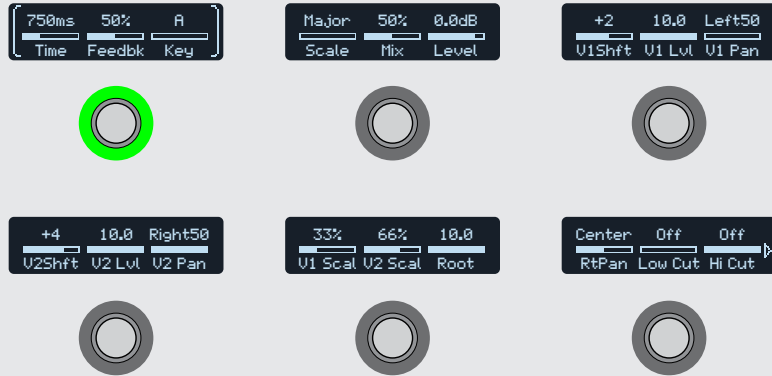 750ms 50% A
Time Feedbk Key
Major 50% 0.0dB
Scale Mix Level
+2 10.0 Left50
V1Shft V1 Lvl V1 Pan
+4 10.0 Right50
V2Shft V2 Lvl V2 Pan
33% 66% 10.0
V1 Scal V2 Scal Root
Center Off Off
RtPan Low Cut Hi Cut